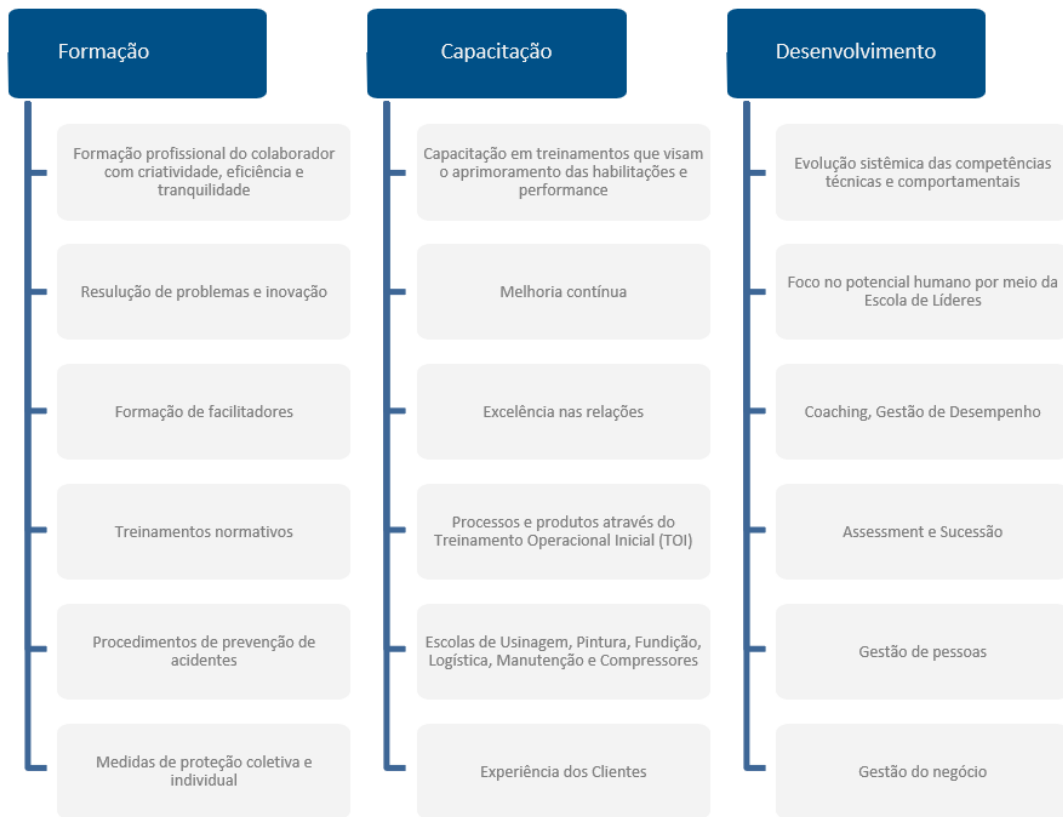 Formação
Formação profissional do colaborador
com criatividade, eficiência e
tranquilidade
Resulução de problemas e inovação
Formação de facilitadores
Treinamentos normativos
Procedimentos de prevenção de
acidentes
Medidas de proteção coletiva e
individual
Capacitação
Capacitação em treinamentos que visam
o aprimoramento das habilitações e
performance
Melhoria contínua
Excelência nas relações
Processos e produtos através do
Treinamento Operacional Inicial (TOI)
Escolas de Usinagem, Pintura, Fundição,
Logística, Manutenção e Compressores
Experiência dos Clientes
Desenvolvimento
Evolução sistêmica das competências
técnicas e comportamentais
Foco no potencial humano por meio da
Escola de Líderes
Coaching, Gestão de Desempenho
Assessment e Sucessão
Gestão de pessoas
Gestão do negócio